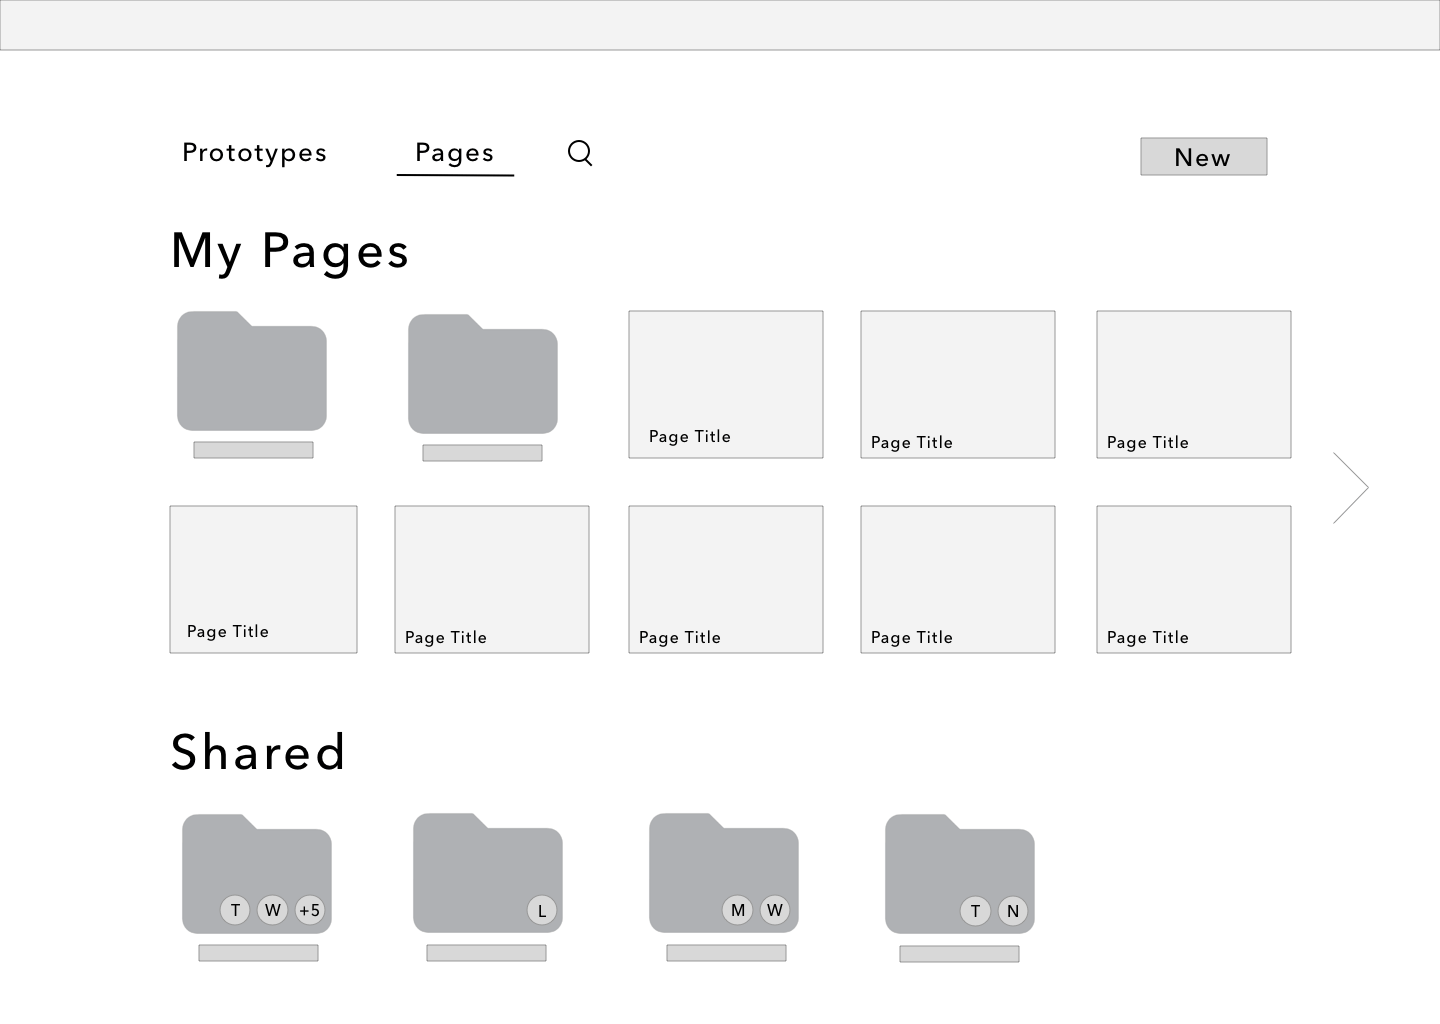 Prototypes Pages New
My Pages
Page Title Page Title Page Title
Page Title Page Title Page Title Page Title Page Title
Shared
T W +5 L M W T N